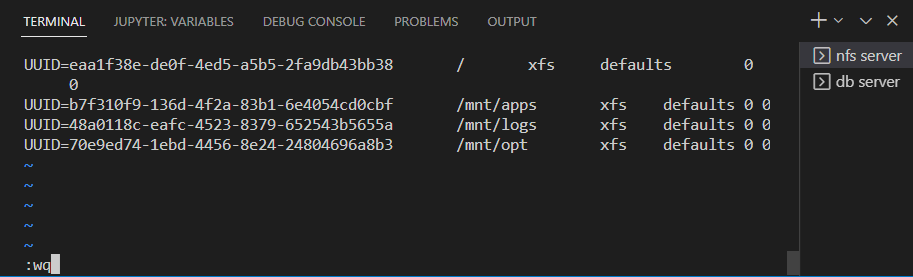 TERMINAL JUPYTER: VARIABLES DEBUG CONSOLE PROBLEMS OUTPUT
nfs server
db server
UUID=eaa1f38e-de0f-4ed5-a5b5-2fa9db43bb38 / xfs defaults 0
0
UUID=b7f310f9-136d-4f2a-83b1-6e4054cd0cbf /mnt/apps xfs defaults 0 0
UUID=48a0118c-eafc-4523-8379-652543b5655a /mnt/logs xfs defaults 0 0
UUID=70e9ed74-1ebd-4456-8e24-24804696a8b3 /mnt/opt xfs defaults 0 0
~
~
~
~
~
:wq